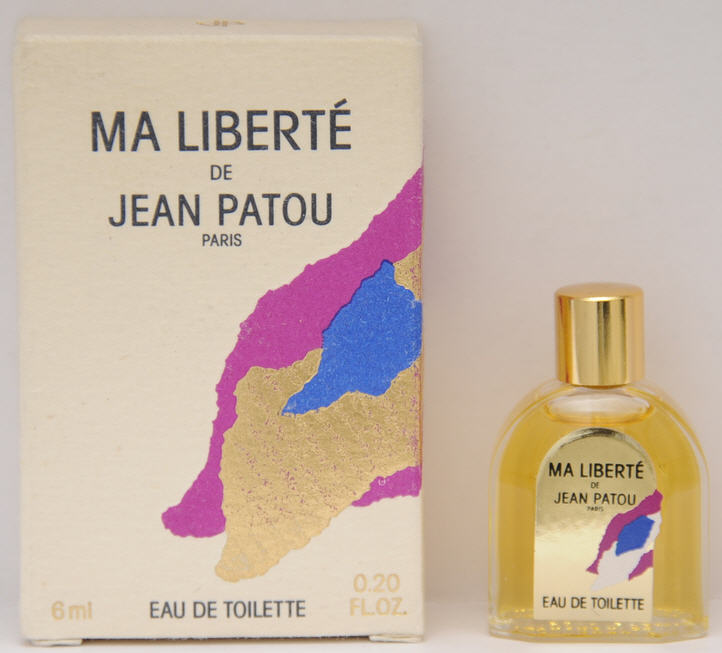 JP
MA LIBERTÉ
DE
JEAN PATOU
PARIS
6 ml
EAU DE TOILETTE
0.20
FL.OZ.
MA LIBERTÉ
DE
JEAN PATOU
PARIS
EAU DE TOILETTE